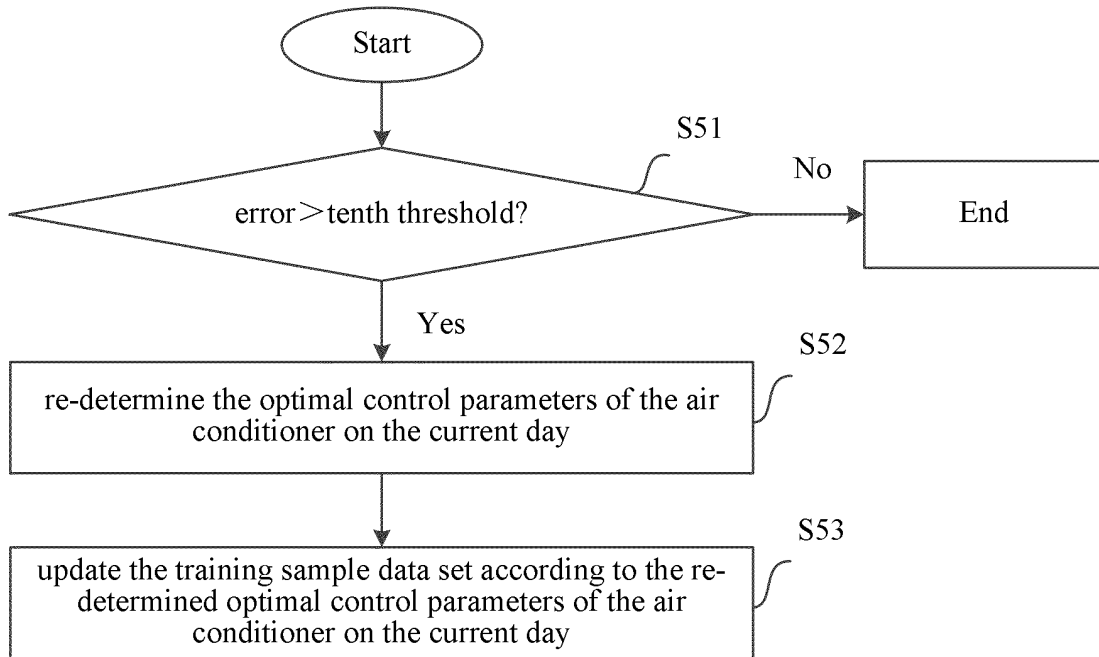 Start
S51
error＞tenth threshold?
No
End
Yes
S52
re-determine the optimal control parameters of the air
conditioner on the current day
S53
update the training sample data set according to the re-
determined optimal control parameters of the air
conditioner on the current day